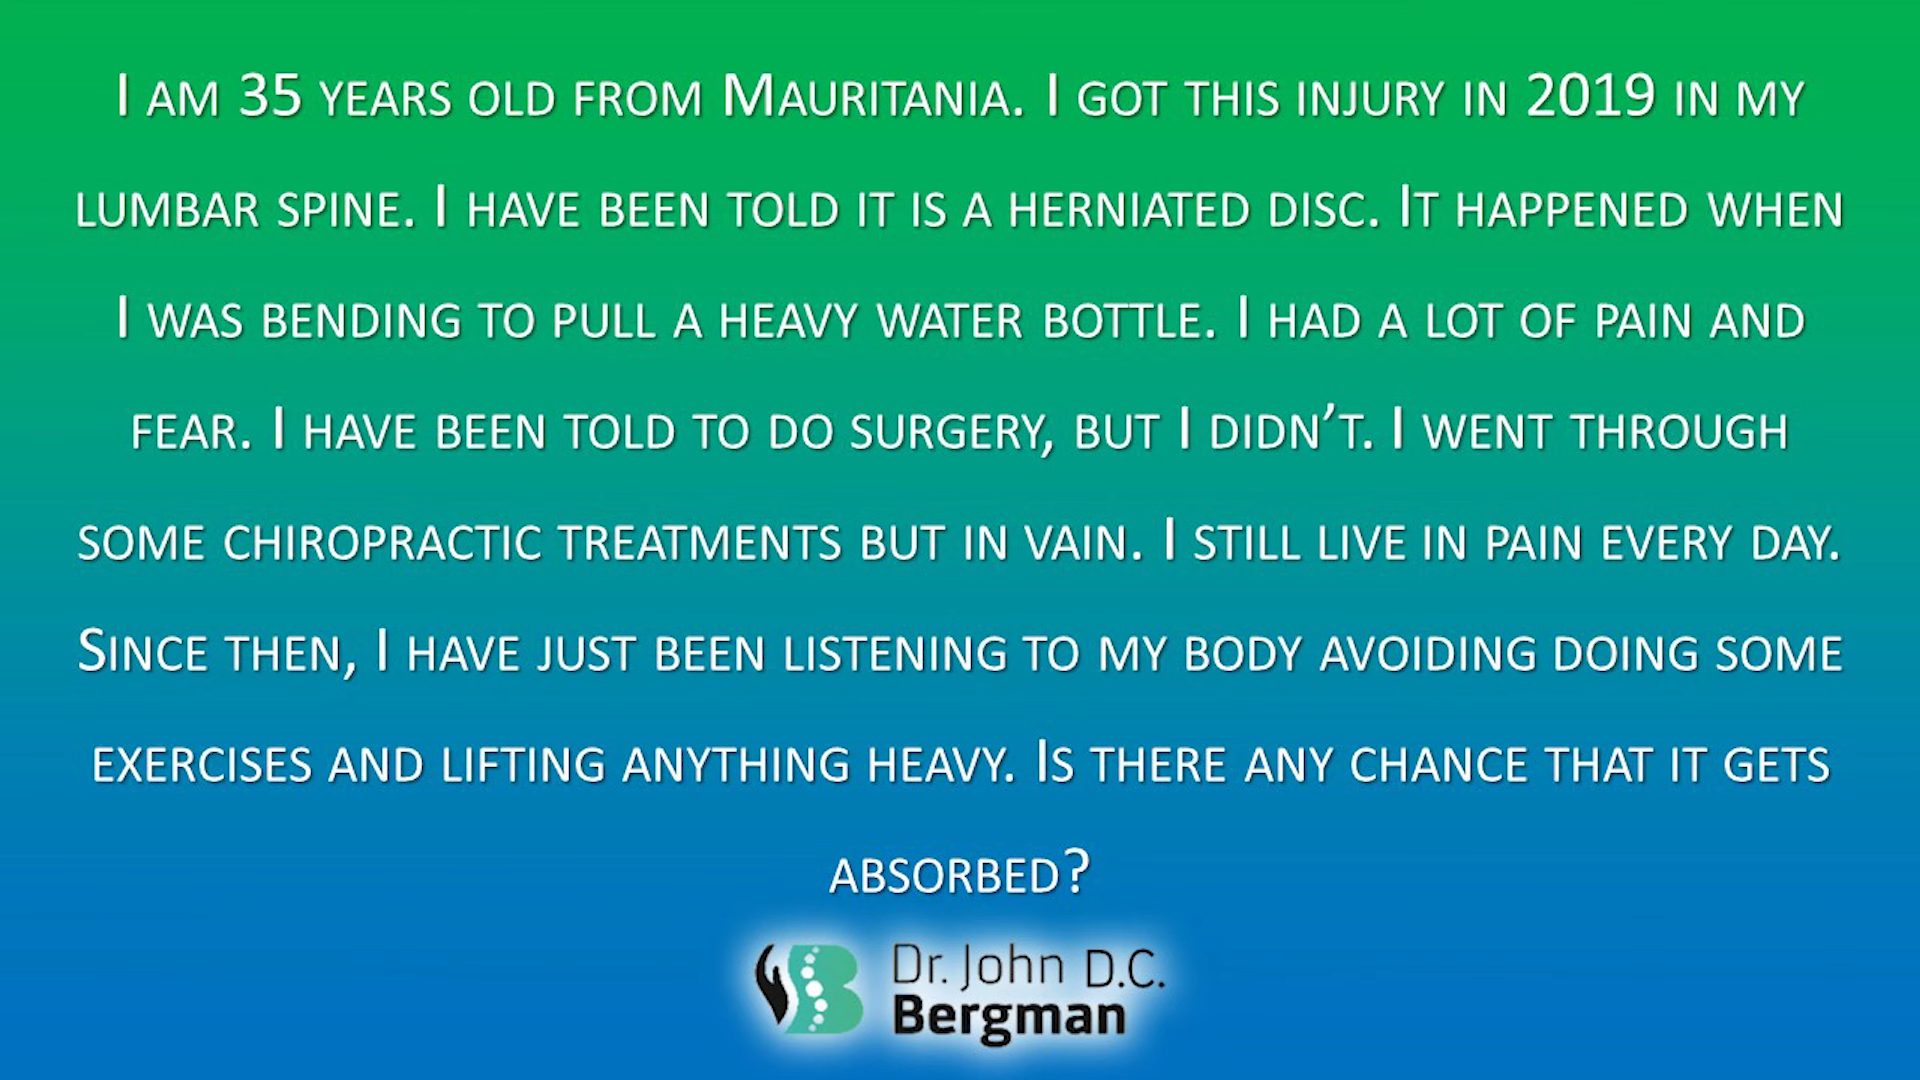 I am 35 years old from Mauritania. I got this injury in 2019 in my
lumbar spine. I have been told it is a herniated disc. It happened when
I was bending to pull a heavy water bottle. I had a lot of pain and
fear. I have been told to do surgery, but I didn’t. I went through
some chiropractic treatments but in vain. I still live in pain every day.
Since then, I have just been listening to my body avoiding doing some
exercises and lifting anything heavy. Is there any chance that it gets
absorbed?
Dr. John D.C.
Bergman